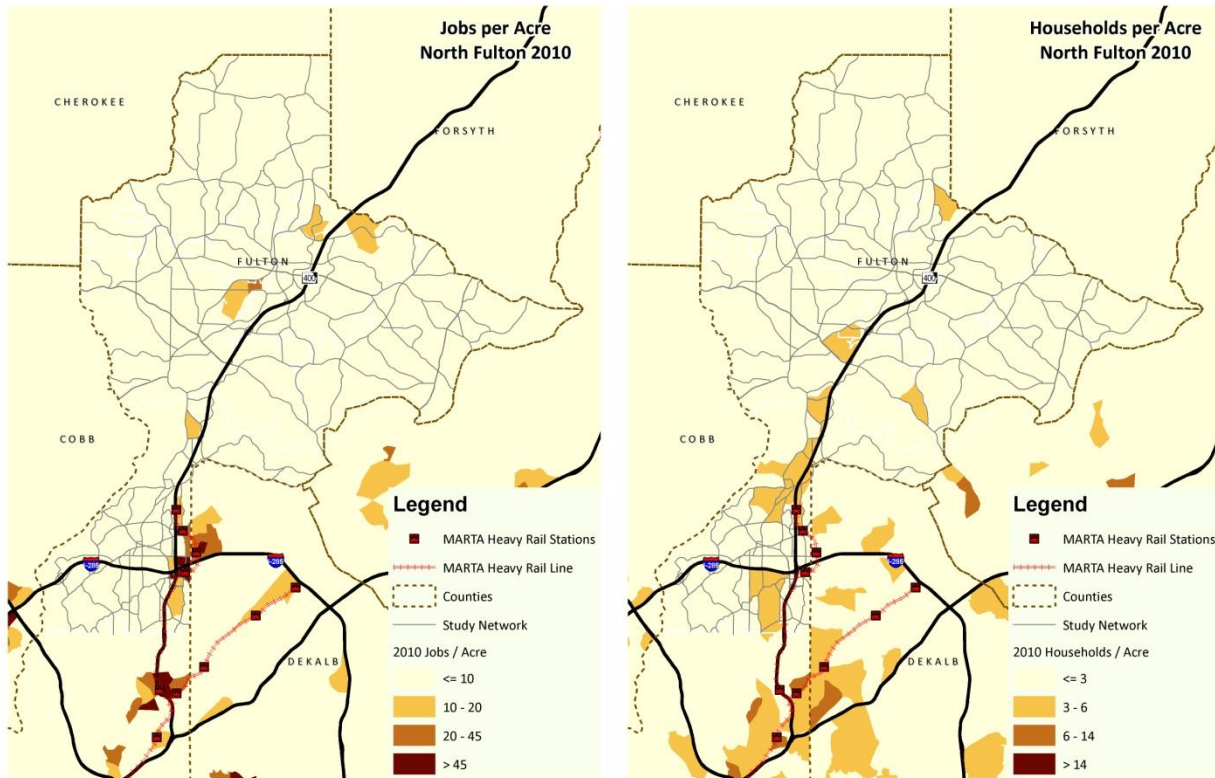 Jobs per Acre
North Fulton 2010
CHEROKEE
FORSYTH
FULTON
400
COBB
I-285
I-285
DEKALB
Legend
MARTA Heavy Rail Stations
MARTA Heavy Rail Line
Counties
Study Network
2010 Jobs / Acre
<= 10
10 - 20
20 - 45
> 45
Households per Acre
North Fulton 2010
CHEROKEE
FORSYTH
FULTON
400
COBB
I-285
I-285
DEKALB
Legend
MARTA Heavy Rail Stations
MARTA Heavy Rail Line
Counties
Study Network
2010 Households / Acre
<= 3
3 - 6
6 - 14
> 14